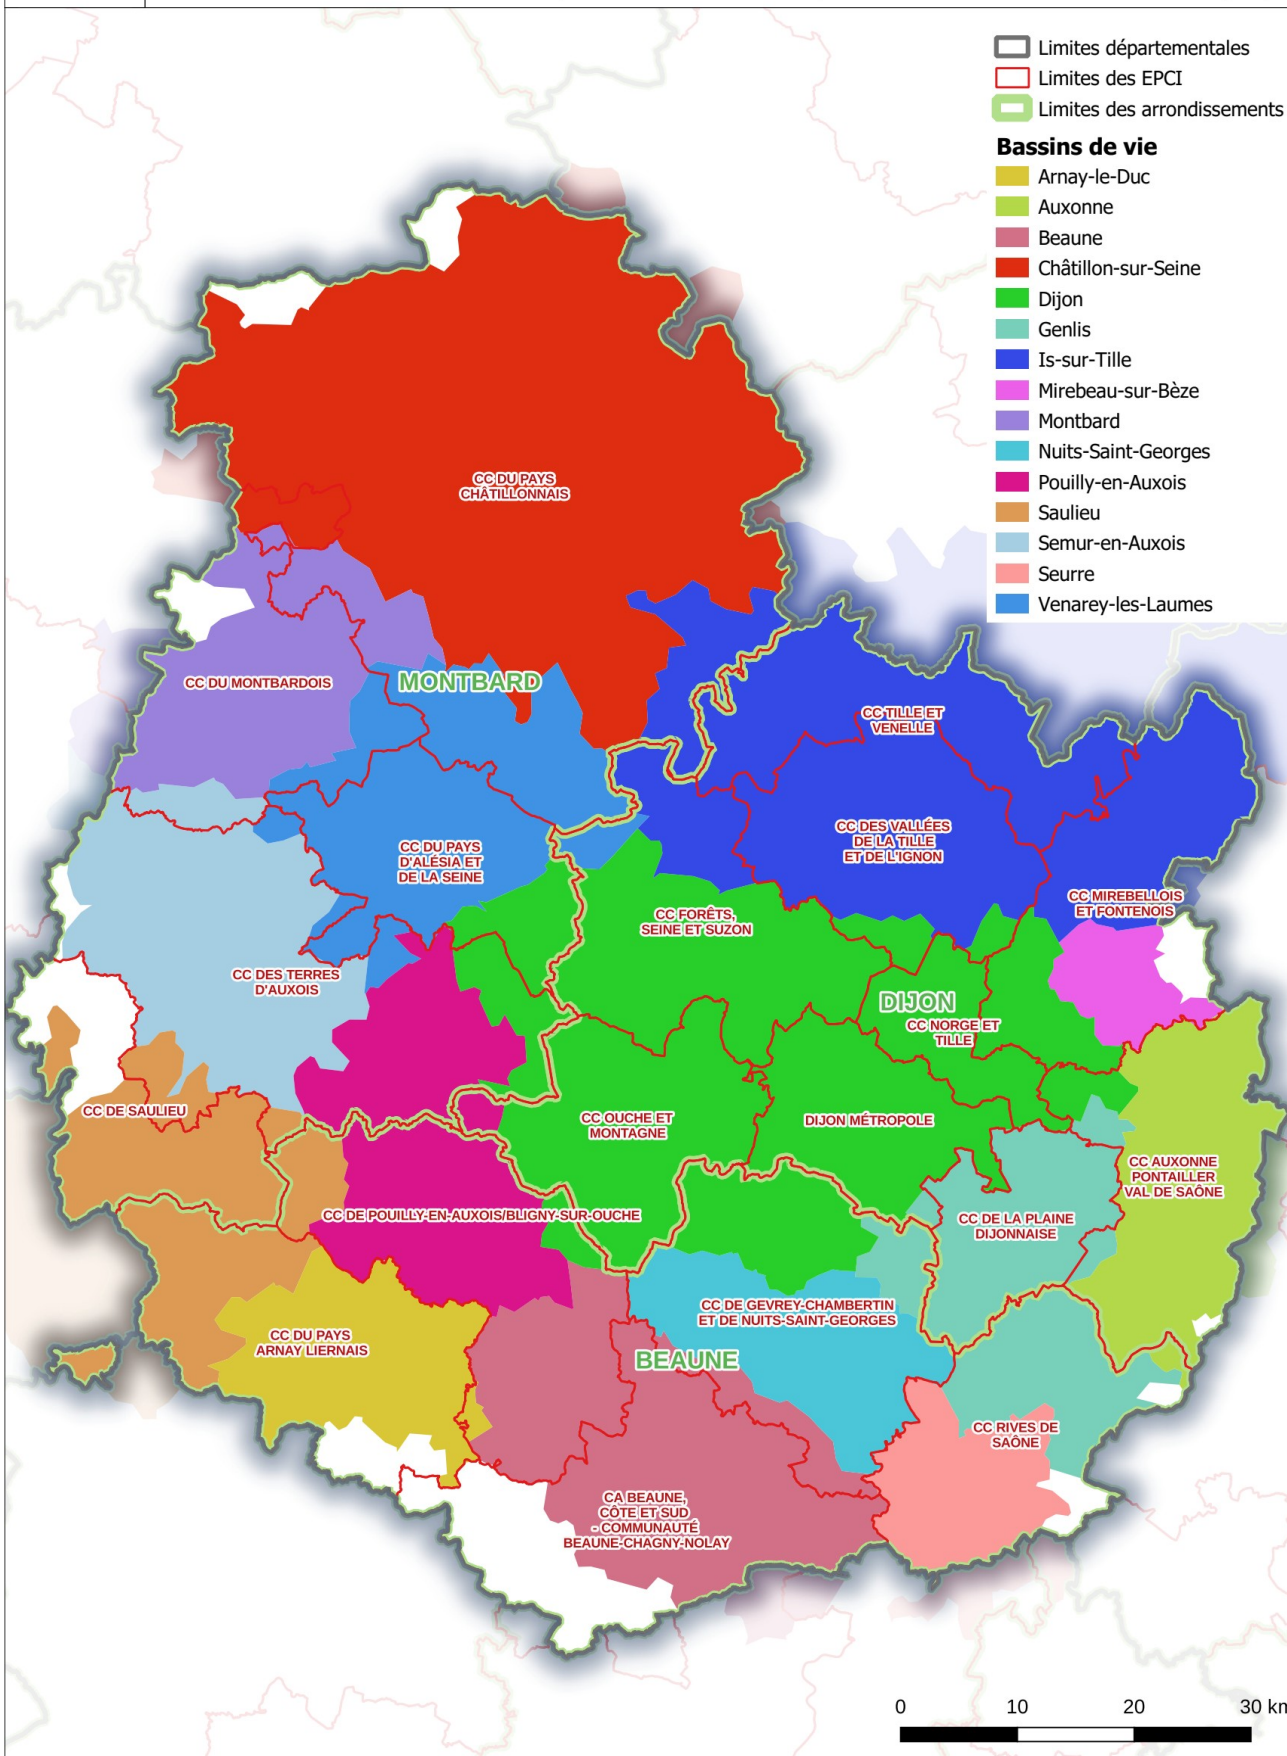 Limites départementales
Limites des EPCI
Limites des arrondissements
Bassins de vie
Arnay-le-Duc
Auxonne
Beaune
Châtillon-sur-Seine
Dijon
Genlis
Is-sur-Tille
Mirebeau-sur-Bèze
Montbard
Nuits-Saint-Georges
Pouilly-en-Auxois
Saulieu
Semur-en-Auxois
Seurre
Venarey-les-Laumes
CC DU PAYS
CHÂTILLONNAIS
CC DU MONTBARDOIS
MONTBARD
CC TILLE ET
VENELLE
CC DES VALLÉES
DE LA TILLE
ET DE L'IGNON
CC DU PAYS
D'ALÉSIA ET
DE LA SEINE
CC MIREBELLOIS
ET FONTENOIS
CC FORÊTS,
SEINE ET SUZON
CC DES TERRES
D'AUXOIS
DIJON
CC NORGE ET
TILLE
CC DE SAULIEU
CC OUCHE ET
MONTAGNE
DIJON MÉTROPOLE
CC AUXONNE
PONTAILLER
VAL DE SAÔNE
CC DE POUILLY-EN-AUXOIS/BLIGNY-SUR-OUCHE
CC DE LA PLAINE
DIJONNAISE
CC DE GEVREY-CHAMBERTIN
ET DE NUITS-SAINT-GEORGES
CC DU PAYS
ARNAY LIERNAIS
BEAUNE
CC RIVES DE
SAÔNE
CA BEAUNE,
CÔTE ET SUD
- COMMUNAUTÉ
BEAUNE-CHAGNY-NOLAY
0 10 20 30 km